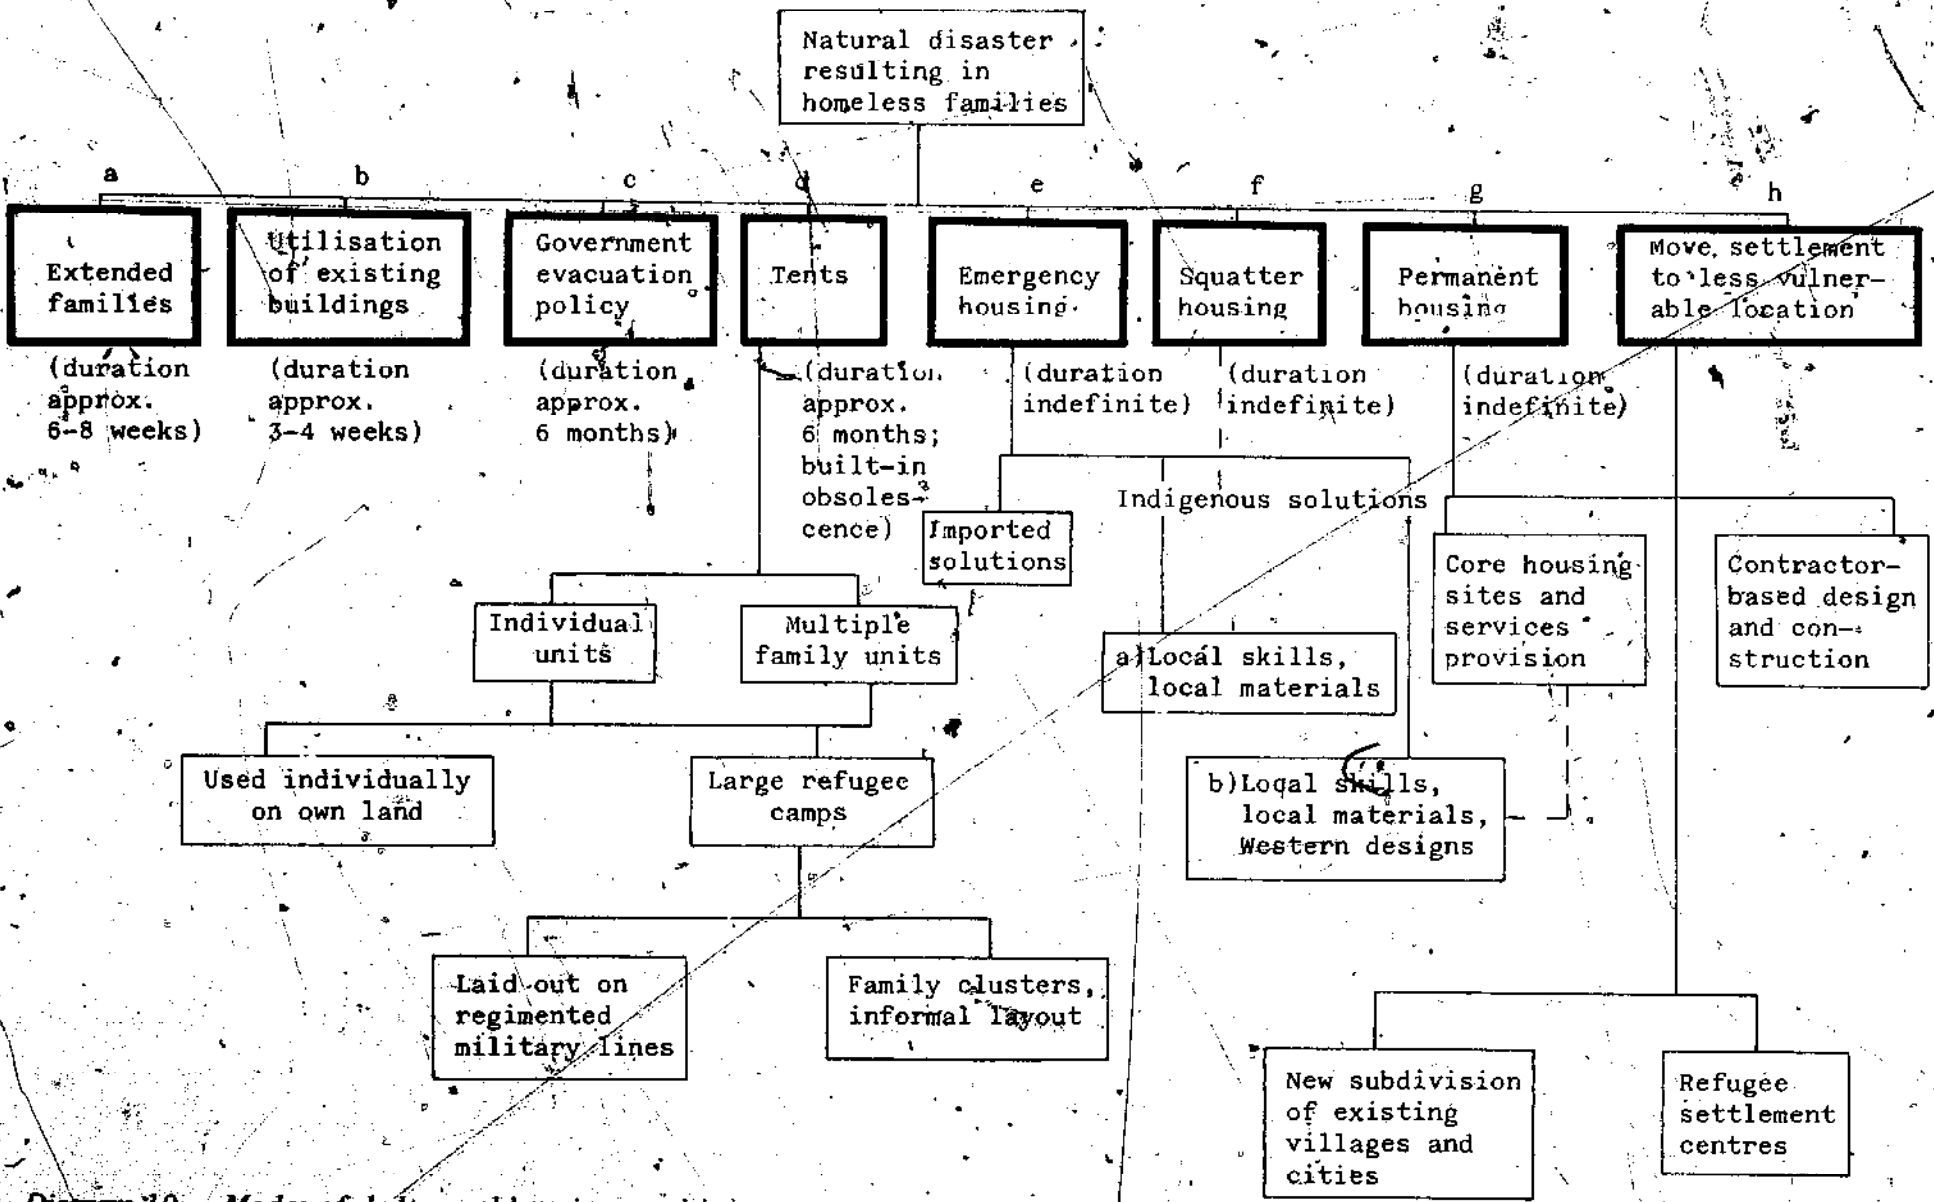 Natural disaster
resulting in
homeless families
a
b
c
d
e
f
g
h
Extended
families
Utilisation
of existing
buildings
Government
evacuation
policy
Tents
Emergency
housing
Squatter
housing
Permanent
housing
Move settlement
to less vulner-
able location
(duration
approx.
6-8 weeks)
(duration
approx.
3-4 weeks)
(duration
approx.
6 months)
(duration
approx.
6 months;
built-in
obsoles-
cence)
(duration
indefinite)
(duration
indefinite)
(duration
indefinite)
Imported
solutions
Indigenous solutions
Core housing
sites and
services
provision
Contractor-
based design
and con-
struction
Individual
units
Multiple
family units
a) Local skills,
local materials
Used individually
on own land
Large refugee
camps
b) Local skills,
local materials,
Western designs
Laid out on
regimented
military lines
Family clusters,
informal layout
New subdivision
of existing
villages and
cities
Refugee
settlement
centres